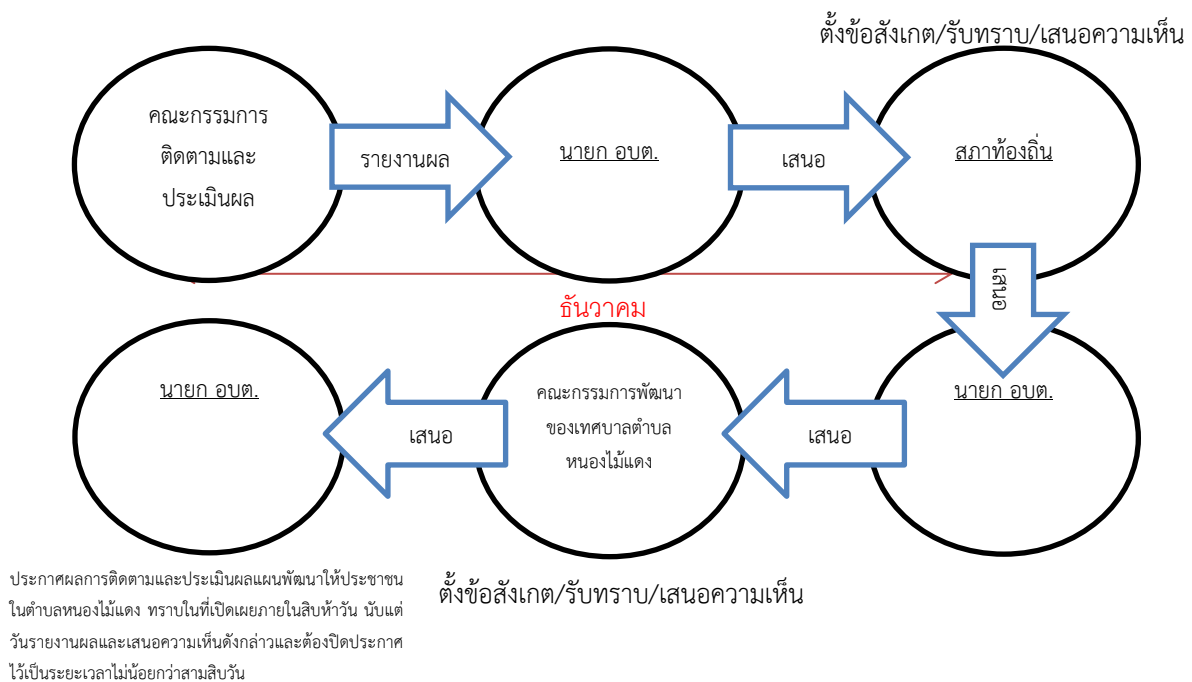 ตั้งข้อสังเกต/รับทราบ/เสนอความเห็น
คณะกรรมการ
ติดตามและ
ประเมินผล
รายงานผล
นายก อบต.
เสนอ
สภาท้องถิ่น
เสนอ
ธันวาคม
นายก อบต.
เสนอ
คณะกรรมการพัฒนา
ของเทศบาลตำบล
หนองไม้แดง
เสนอ
นายก อบต.
ตั้งข้อสังเกต/รับทราบ/เสนอความเห็น
ประกาศผลการติดตามและประเมินผลแผนพัฒนาให้ประชาชน
ในตำบลหนองไม้แดง ทราบในที่เปิดเผยภายในสิบห้าวัน นับแต่
วันรายงานผลและเสนอความเห็นดังกล่าวและต้องปิดประกาศ
ไว้เป็นระยะเวลาไม่น้อยกว่าสามสิบวัน